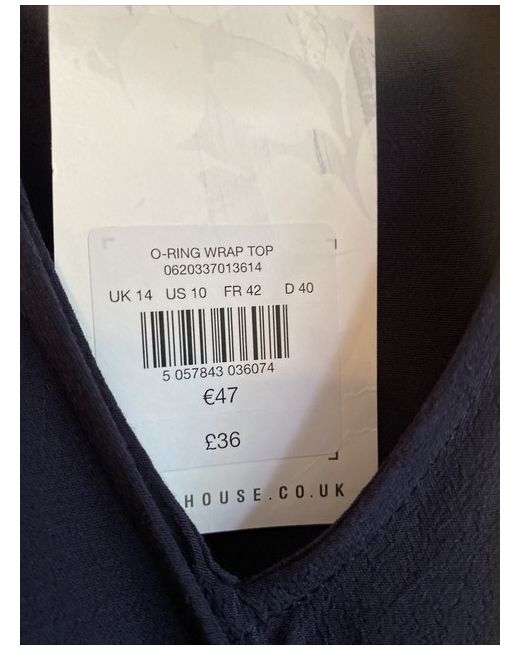 O-RING WRAP TOP
0620337013614
UK 14 US 10 FR 42 D 40
5 057843 036074
€47
£36
HOUSE.CO.UK